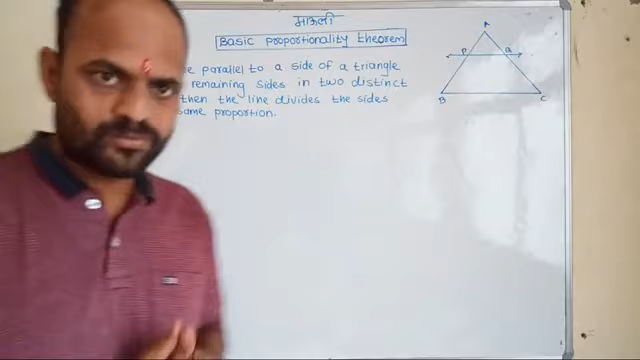 माऊली
Basic proportionality theorem
parallel to a side of a triangle
remaining sides in two distinct
then the line divides the sides
same proportion.
A
P Q
B C